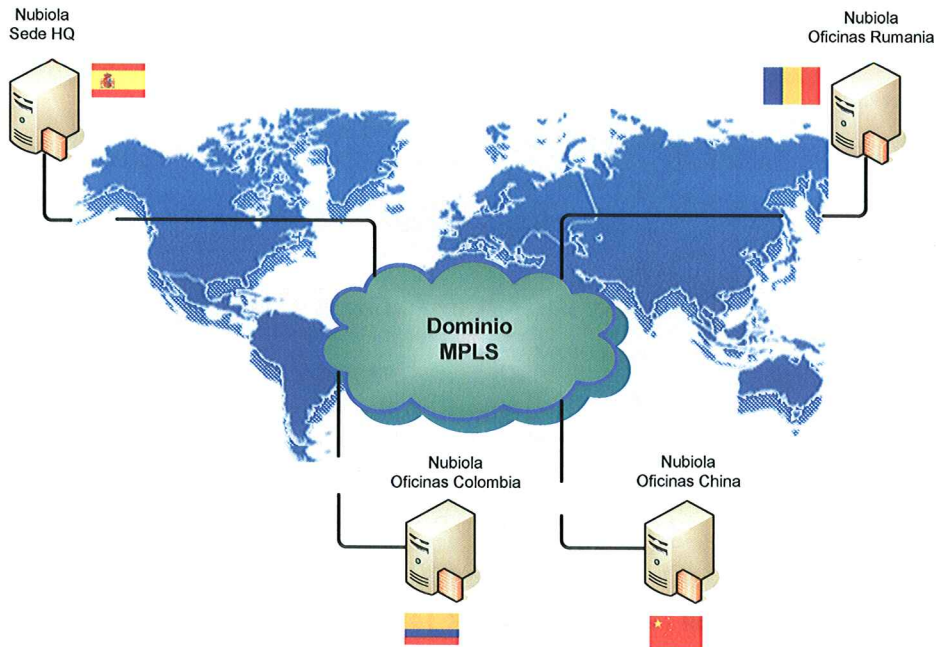 Nubiola
Sede HQ
Nubiola
Oficinas Rumania
Dominio
MPLS
Nubiola
Oficinas Colombia
Nubiola
Oficinas China